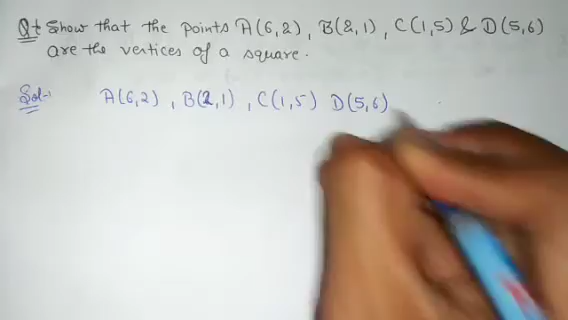 Q+ Show that the points A(6,2), B(2,1), C(1,5) & D(5,6)
are the vertices of a square.
Sol-: A(6,2), B(2,1), C(1,5) D(5,6)